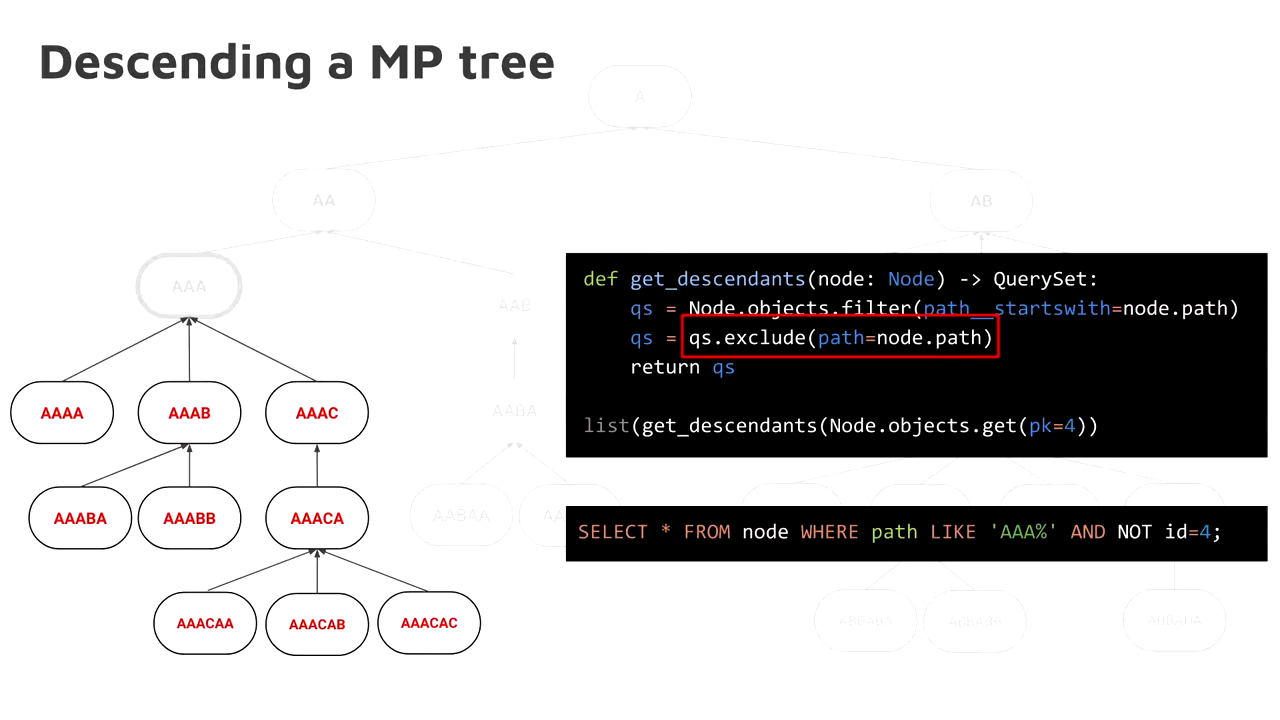 Descending a MP tree
A
AA
AB
AAA
AAB
def get_descendants(node: Node) -> QuerySet:
qs = Node.objects.filter(path__startswith=node.path)
qs = qs.exclude(path=node.path)
return qs
list(get_descendants(Node.objects.get(pk=4))
AAAA
AAAB
AAAC
AABA
AAABA
AAABB
AAACA
AABAA
SELECT * FROM node WHERE path LIKE 'AAA%' AND NOT id=4;
AAACAA
AAACAB
AAACAC
ABBABA
ABBABB